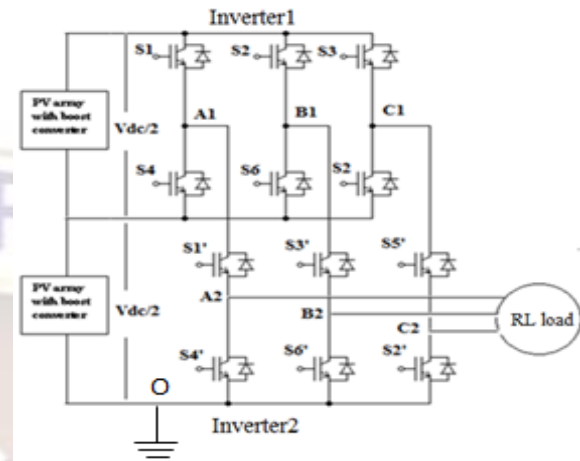 Inverter1
S1
S2
S3
PV array
with boost
converter
Vdc/2
A1
B1
C1
S4
S6
S2
S1'
S3'
S5'
PV array
with boost
converter
Vdc/2
A2
B2
C2
RL load
S4'
S6'
S2'
O
Inverter2